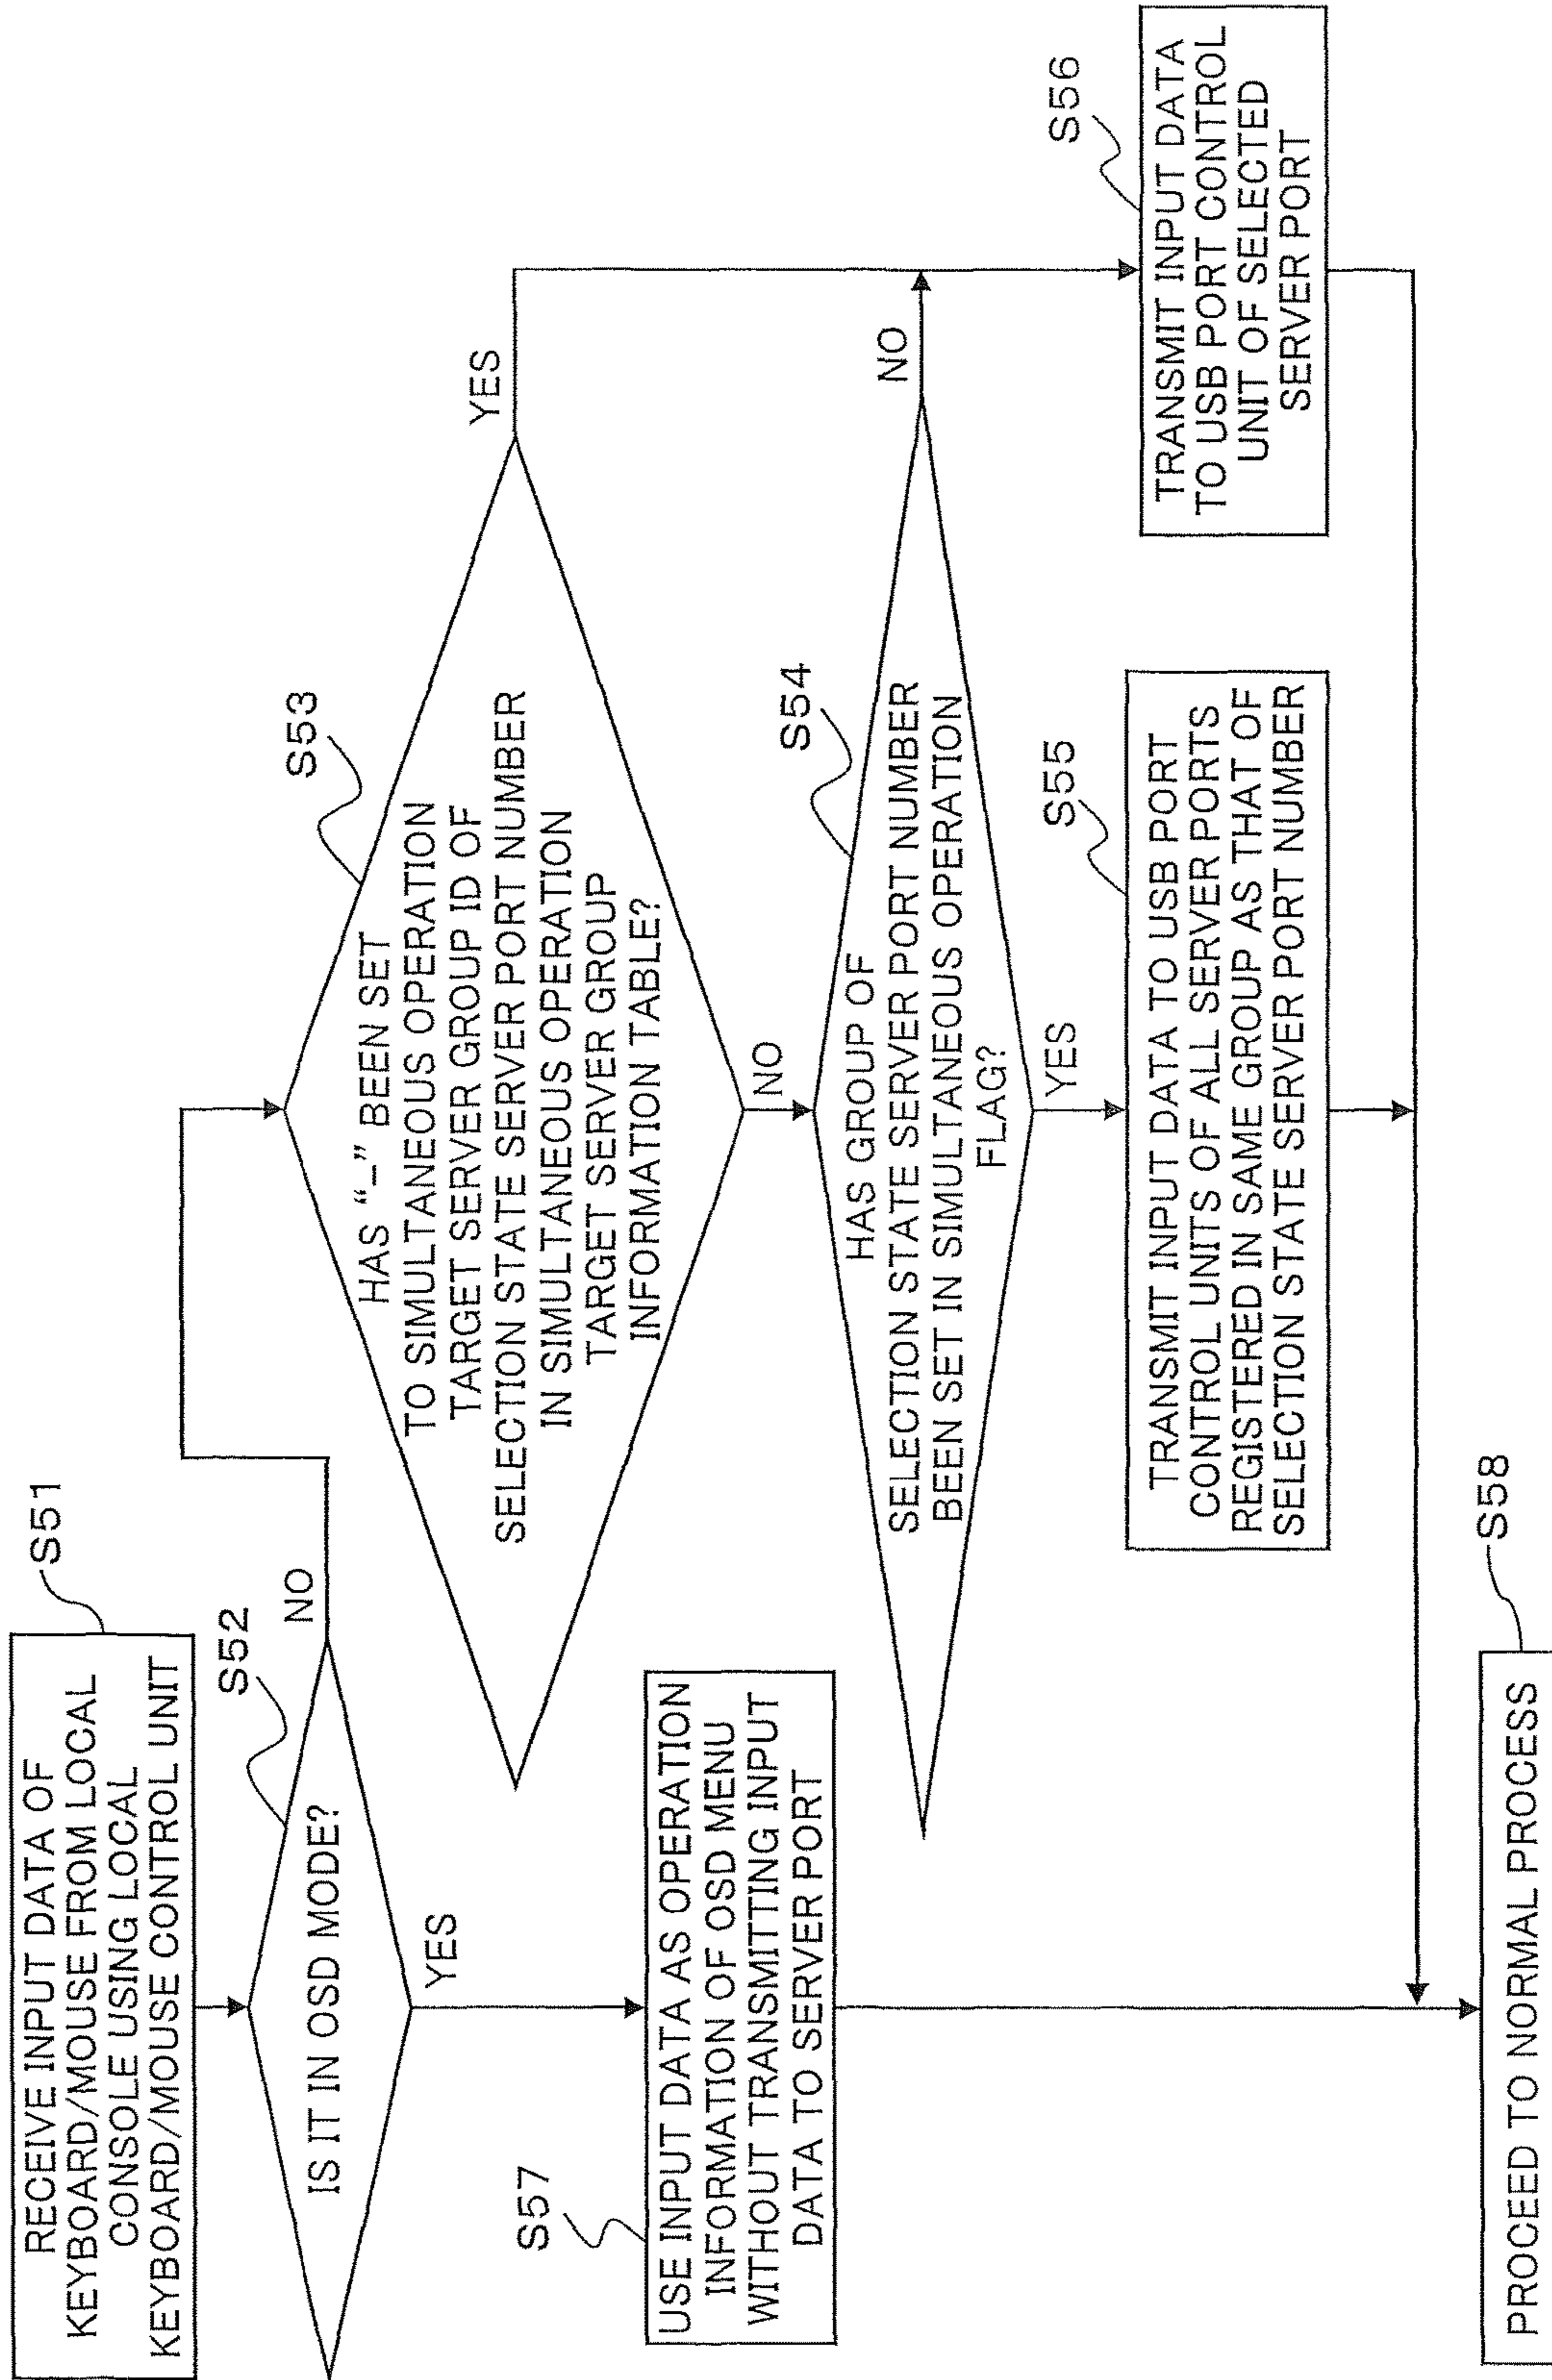 S51
RECEIVE INPUT DATA OF
KEYBOARD/MOUSE FROM LOCAL
CONSOLE USING LOCAL
KEYBOARD/MOUSE CONTROL UNIT
S52
IS IT IN OSD MODE?
NO
YES
S53
HAS “–” BEEN SET
TO SIMULTANEOUS OPERATION
TARGET SERVER GROUP ID OF
SELECTION STATE SERVER PORT NUMBER
IN SIMULTANEOUS OPERATION
TARGET SERVER GROUP
INFORMATION TABLE?
YES
NO
S54
HAS GROUP OF
SELECTION STATE SERVER PORT NUMBER
BEEN SET IN SIMULTANEOUS OPERATION
FLAG?
NO
YES
S57
USE INPUT DATA AS OPERATION
INFORMATION OF OSD MENU
WITHOUT TRANSMITTING INPUT
DATA TO SERVER PORT
S55
TRANSMIT INPUT DATA TO USB PORT
CONTROL UNITS OF ALL SERVER PORTS
REGISTERED IN SAME GROUP AS THAT OF
SELECTION STATE SERVER PORT NUMBER
S56
TRANSMIT INPUT DATA
TO USB PORT CONTROL
UNIT OF SELECTED
SERVER PORT
S58
PROCEED TO NORMAL PROCESS